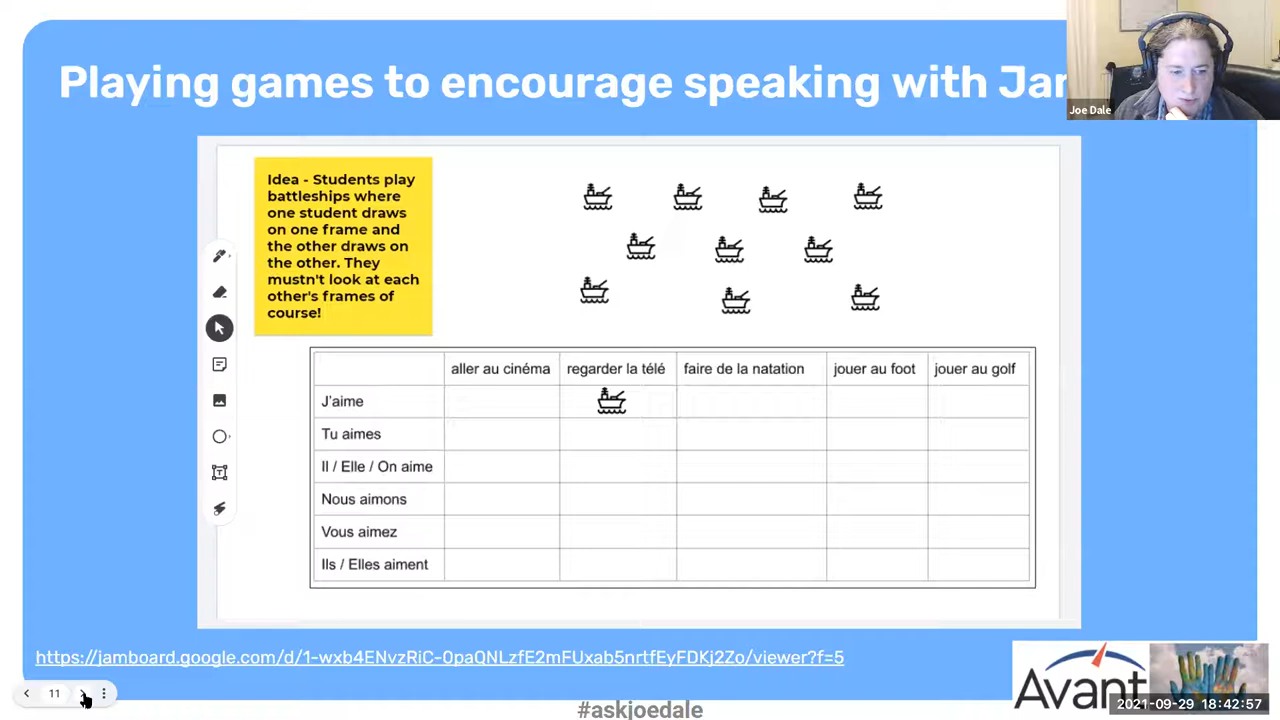 Playing games to encourage speaking with Jam
Joe Dale
Idea - Students play
battleships where
one student draws
on one frame and
the other draws on
the other. They
mustn't look at each
other's frames of
course!
aller au cinéma regarder la télé faire de la natation jouer au foot jouer au golf
J'aime
Tu aimes
Il / Elle / On aime
Nous aimons
Vous aimez
Ils / Elles aiment
https://jamboard.google.com/d/1-wxb4ENvzRiC-0paQNLzfE2mFUxab5nrtfEyFDKj2Zo/viewer?f=5
11
Avant
2021-09-29 18:42:57
#askjoedale